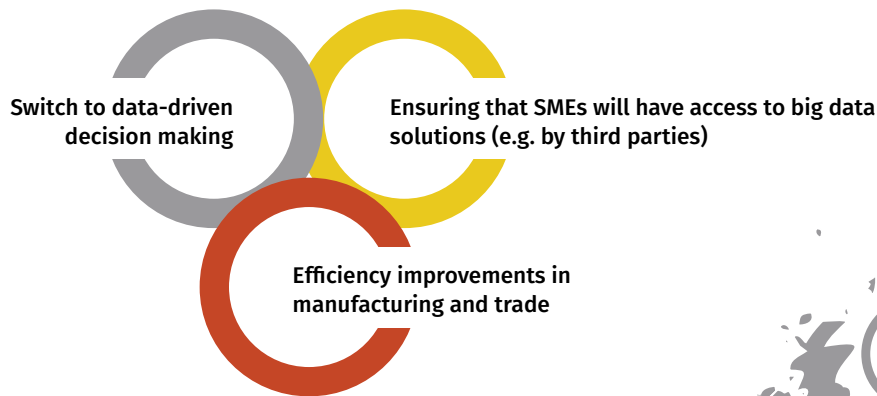 Switch to data-driven
decision making
Ensuring that SMEs will have access to big data
solutions (e.g. by third parties)
Efficiency improvements in
manufacturing and trade